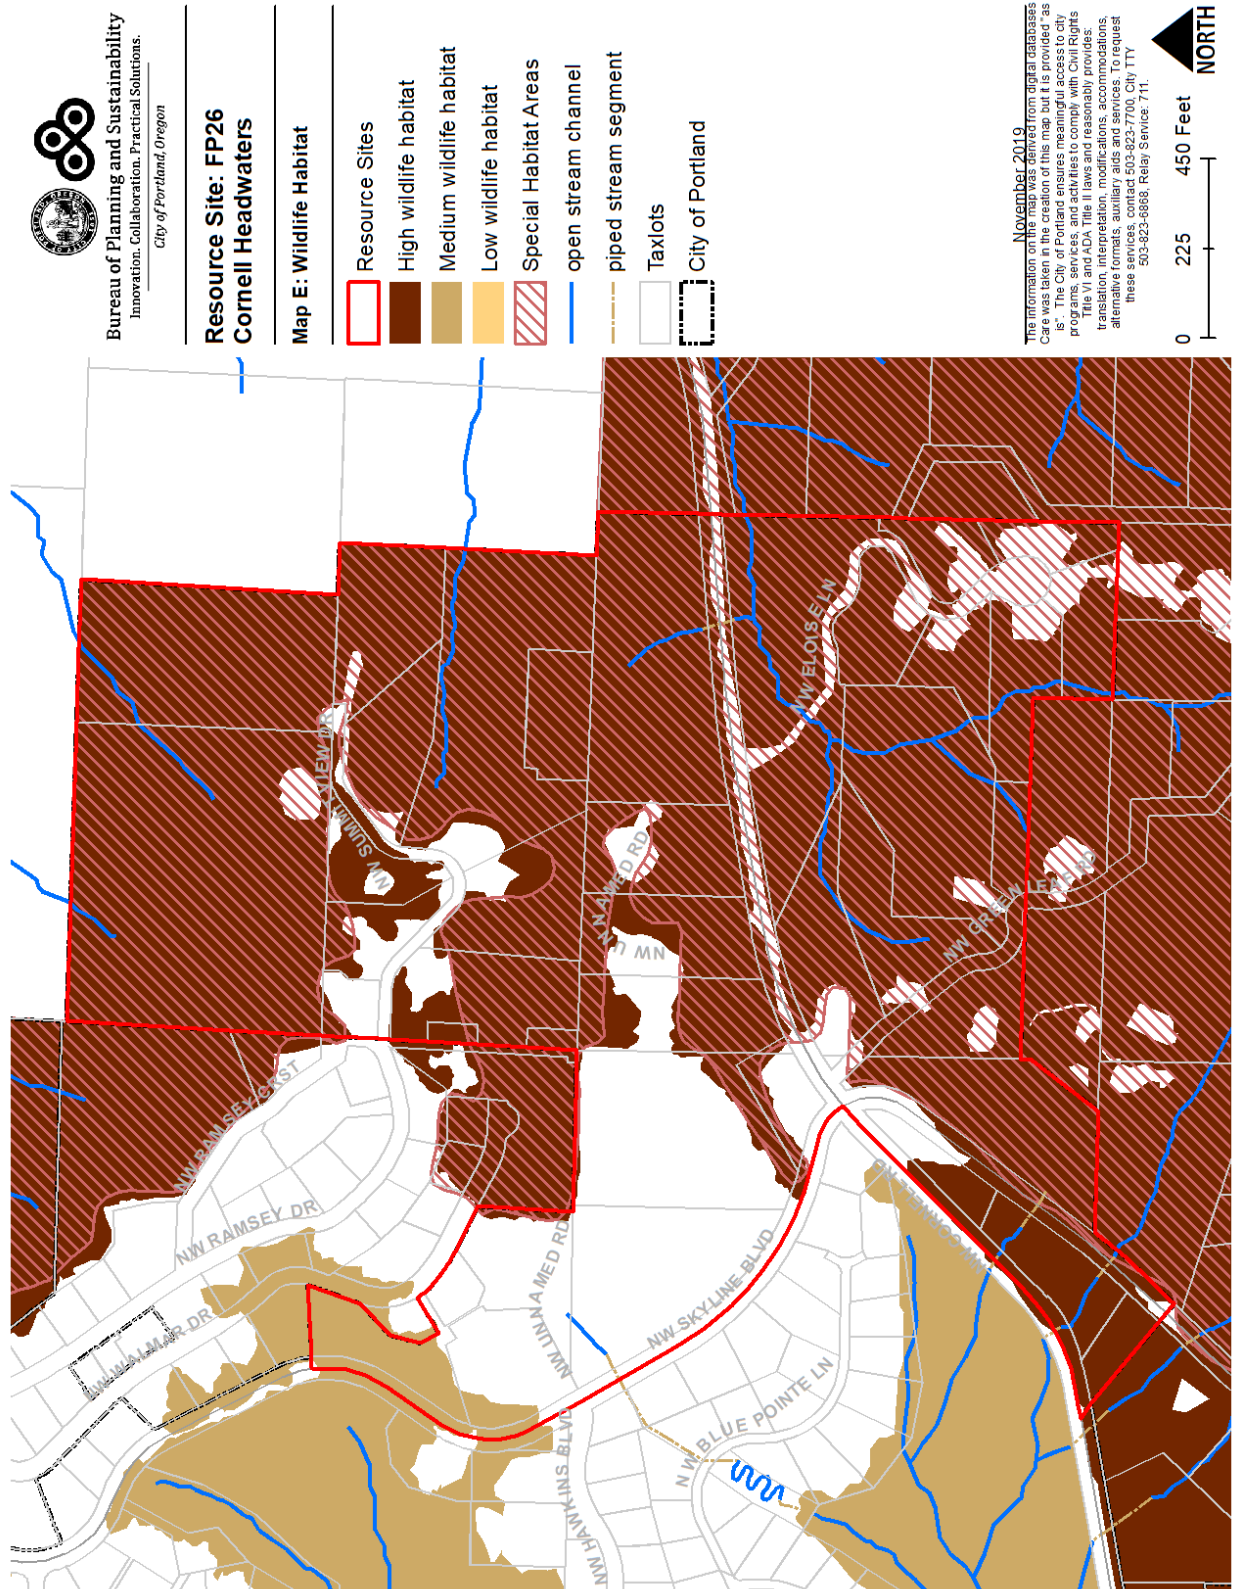 Bureau of Planning and Sustainability
Innovation. Collaboration. Practical Solutions.
City of Portland, Oregon
Resource Site: FP26
Cornell Headwaters
Map E: Wildlife Habitat
Resource Sites
High wildlife habitat
Medium wildlife habitat
Low wildlife habitat
Special Habitat Areas
open stream channel
piped stream segment
Taxlots
City of Portland
November 2019
The information on the map was derived from digital databases
Care was taken in the creation of this map but it is provided "as
is". The City of Portland ensures meaningful access to city
programs, services, and activities to comply with Civil Rights
Title VI and ADA Title II laws and reasonably provides:
translation, interpretation, modifications, accommodations,
alternative formats, auxiliary aids and services. To request
these services, contact 503-823-7700, City TTY
503-823-6868, Relay Service: 711.
0 225 450 Feet
NORTH
NW RAMSEY CRST
NW RAMSEY DR
NW WALMAR DR
NW SUMMITVIEW DR
NW UNNAMED RD
NW UNNAMED RD
NW HAWKINS BLVD
NW SKYLINE BLVD
NW BLUE POINTE LN
NW CORNELL RD
NW ELOISE LN
NW GREEN LEAF RD